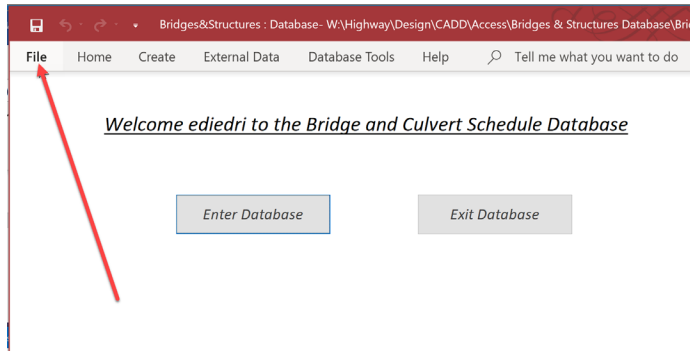 Bridges&Structures : Database- W:\Highway\Design\CADD\Access\Bridges & Structures Database\Bri
File Home Create External Data Database Tools Help Tell me what you want to do
Welcome ediedri to the Bridge and Culvert Schedule Database
Enter Database Exit Database